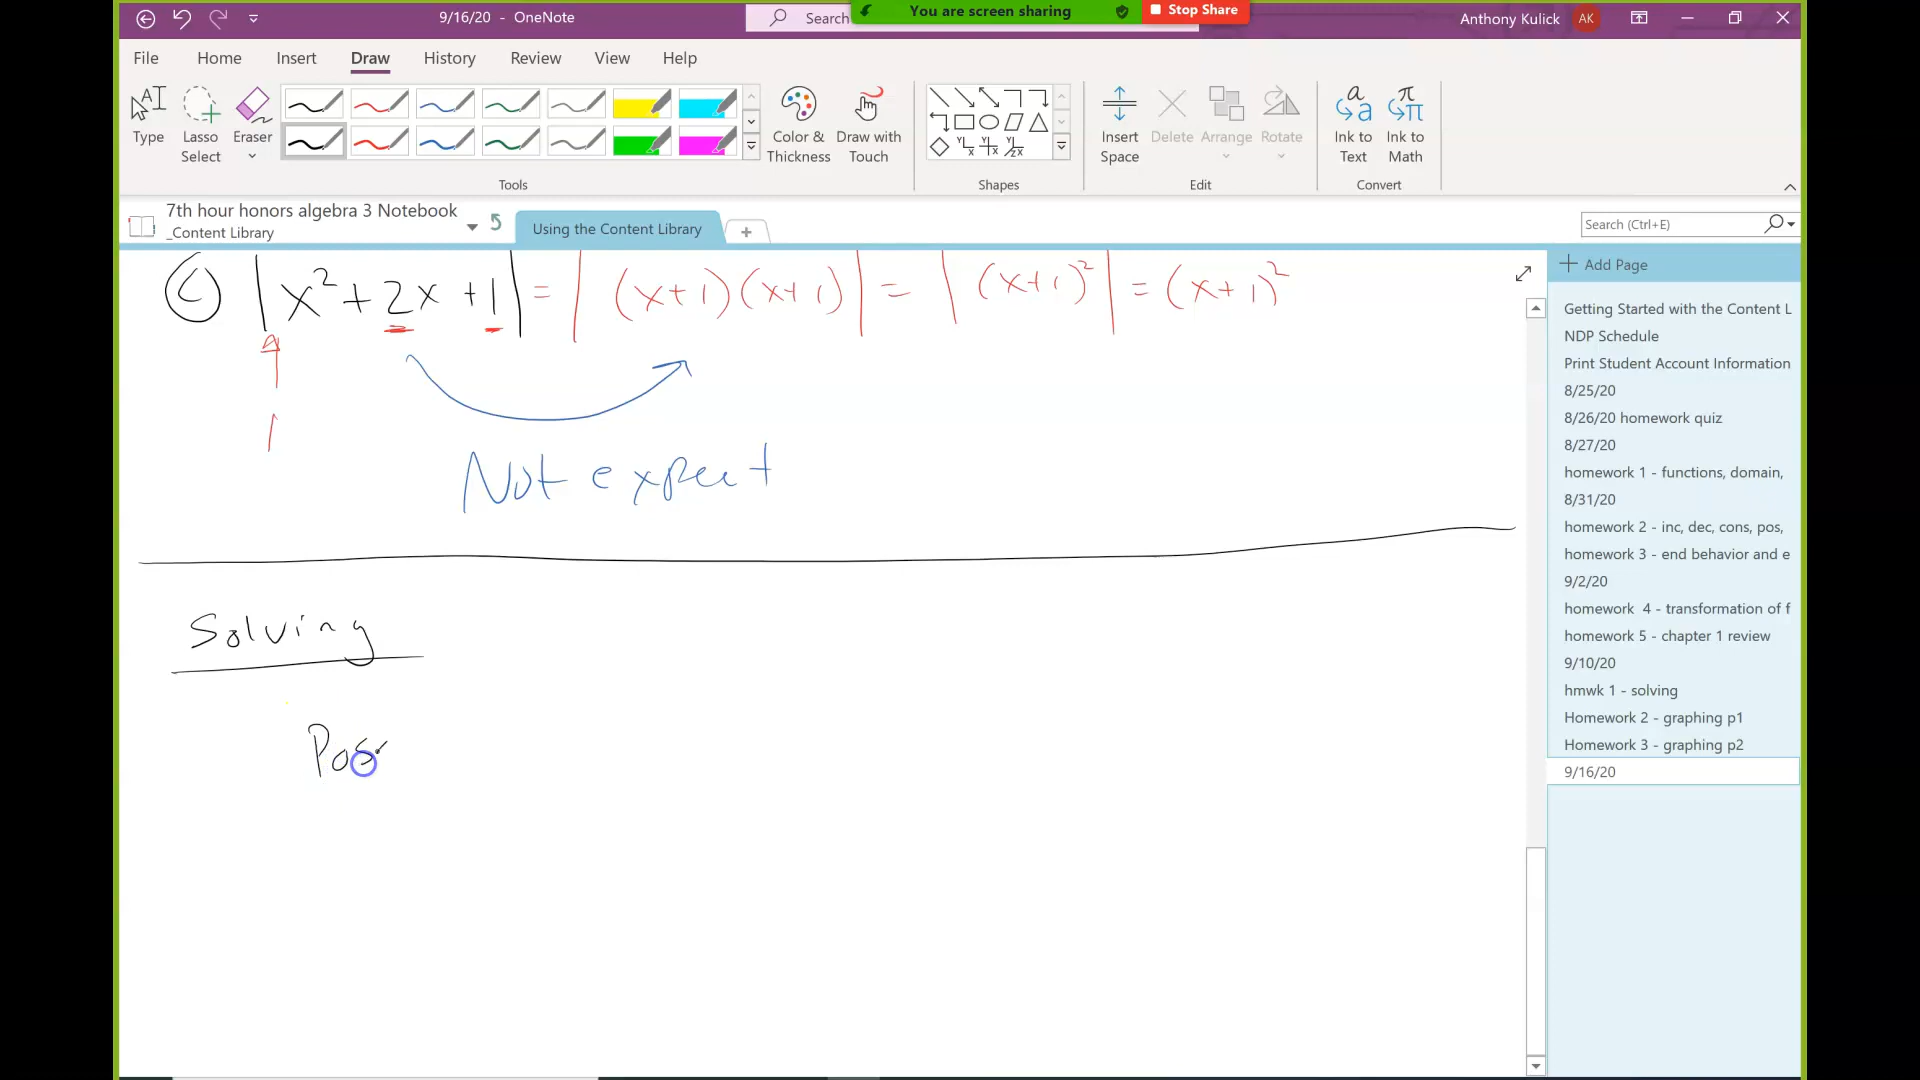 9/16/20 - OneNote
Search
You are screen sharing
Stop Share
Anthony Kulick
AK
File Home Insert Draw History Review View Help
Type
Lasso Select
Eraser
Color & Thickness
Draw with Touch
Insert Space
Delete
Arrange
Rotate
Ink to Text
Ink to Math
Tools
Shapes
Edit
Convert
7th hour honors algebra 3 Notebook
_Content Library
Using the Content Library
Search (Ctrl+E)
C |x² + 2x + 1| = |(x+1)(x+1)| = |(x+1)²| = (x+1)²
1
Not expect
Solving
Pos
Add Page
Getting Started with the Content L
NDP Schedule
Print Student Account Information
8/25/20
8/26/20 homework quiz
8/27/20
homework 1 - functions, domain,
8/31/20
homework 2 - inc, dec, cons, pos,
homework 3 - end behavior and e
9/2/20
homework  4 - transformation of f
homework 5 - chapter 1 review
9/10/20
hmwk 1 - solving
Homework 2 - graphing p1
Homework 3 - graphing p2
9/16/20